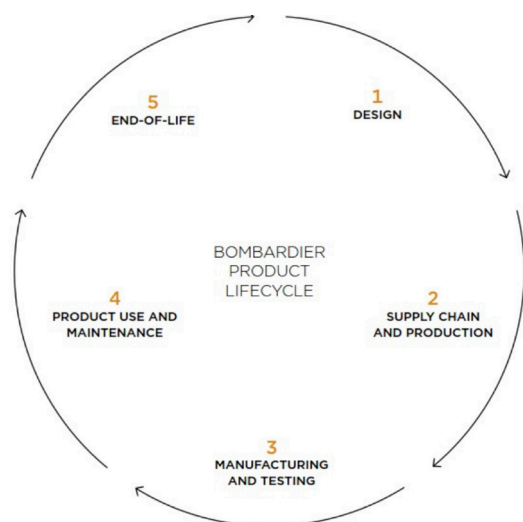 BOMBARDIER
PRODUCT
LIFECYCLE
1
DESIGN
2
SUPPLY CHAIN
AND PRODUCTION
3
MANUFACTURING
AND TESTING
4
PRODUCT USE AND
MAINTENANCE
5
END-OF-LIFE